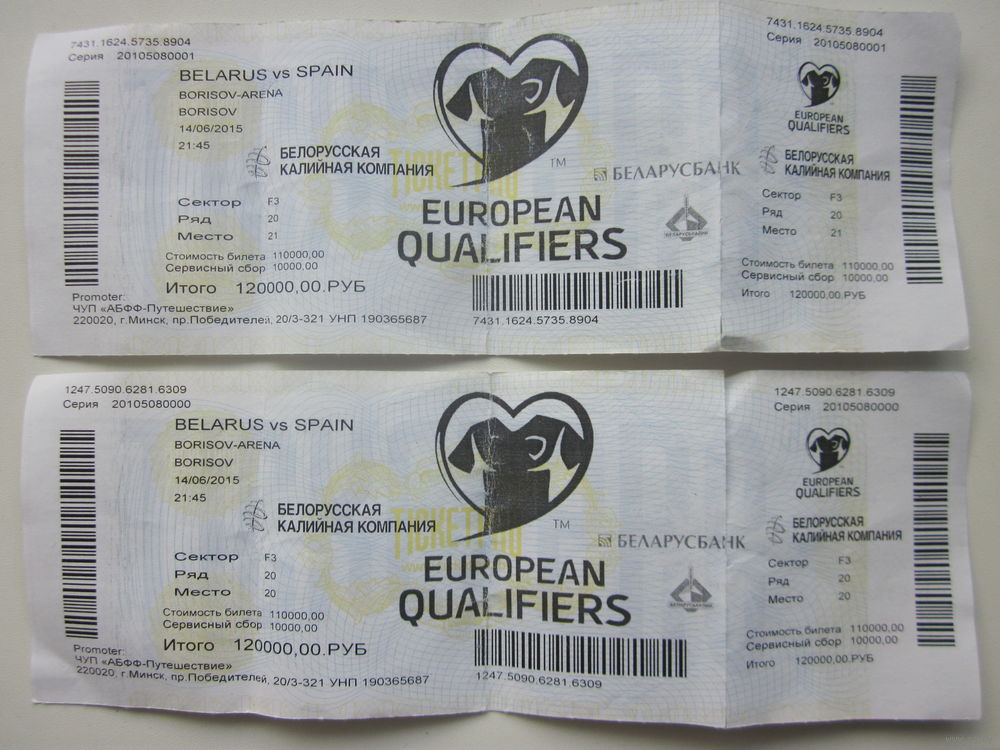 7431.1624.5735.8904
Серия 20105080001
BELARUS vs SPAIN
BORISOV-ARENA
BORISOV
14/06/2015
21:45
БЕЛОРУССКАЯ
КАЛИЙНАЯ КОМПАНИЯ
Сектор F3
Ряд 20
Место 21
Стоимость билета 110000,00
Сервисный сбор 10000,00
Итого 120000,00.РУБ
Promoter:
ЧУП «АБФФ-Путешествие»
220020, г.Минск, пр.Победителей, 20/3-321 УНП 190365687
TM
EUROPEAN
QUALIFIERS
БЕЛАРУСБАНК
БЕЛАРУСЬКАЛИЙ
7431.1624.5735.8904
7431.1624.5735.8904
Серия 20105080001
EUROPEAN
QUALIFIERS
БЕЛОРУССКАЯ
КАЛИЙНАЯ КОМПАНИЯ
Сектор F3
Ряд 20
Место 21
Стоимость билета 110000,00
Сервисный сбор 10000,00
Итого 120000,00.РУБ
1247.5090.6281.6309
Серия 20105080000
BELARUS vs SPAIN
BORISOV-ARENA
BORISOV
14/06/2015
21:45
БЕЛОРУССКАЯ
КАЛИЙНАЯ КОМПАНИЯ
Сектор F3
Ряд 20
Место 20
Стоимость билета 110000,00
Сервисный сбор 10000,00
Итого 120000,00.РУБ
Promoter:
ЧУП «АБФФ-Путешествие»
220020, г.Минск, пр.Победителей, 20/3-321 УНП 190365687
TM
EUROPEAN
QUALIFIERS
БЕЛАРУСБАНК
БЕЛАРУСЬКАЛИЙ
1247.5090.6281.6309
1247.5090.6281.6309
Серия 20105080000
EUROPEAN
QUALIFIERS
БЕЛОРУССКАЯ
КАЛИЙНАЯ КОМПАНИЯ
Сектор F3
Ряд 20
Место 20
Стоимость билета 110000,00
Сервисный сбор 10000,00
Итого 120000,00.РУБ